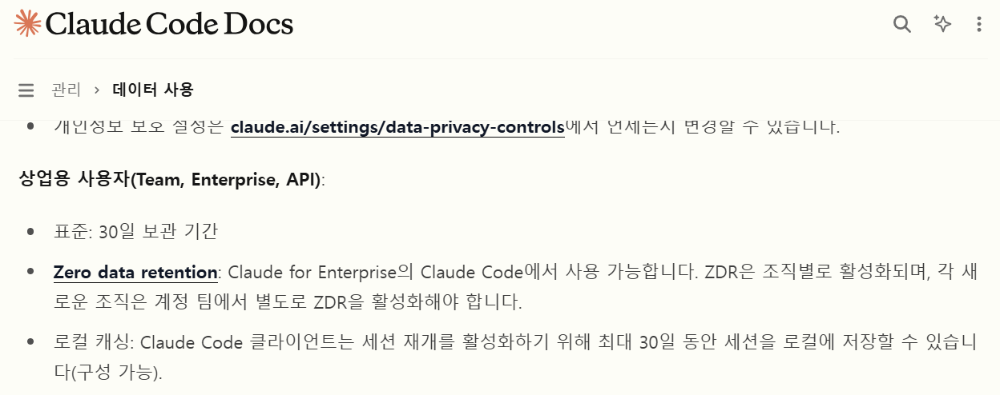 Claude Code Docs
관리 > 데이터 사용
개인정보 보호 설정은 claude.ai/settings/data-privacy-controls에서 언제든지 변경할 수 있습니다.
상업용 사용자(Team, Enterprise, API):
• 표준: 30일 보관 기간
• Zero data retention: Claude for Enterprise의 Claude Code에서 사용 가능합니다. ZDR은 조직별로 활성화되며, 각 새
로운 조직은 계정 팀에서 별도로 ZDR을 활성화해야 합니다.
• 로컬 캐싱: Claude Code 클라이언트는 세션 재개를 활성화하기 위해 최대 30일 동안 세션을 로컬에 저장할 수 있습니
다(구성 가능).